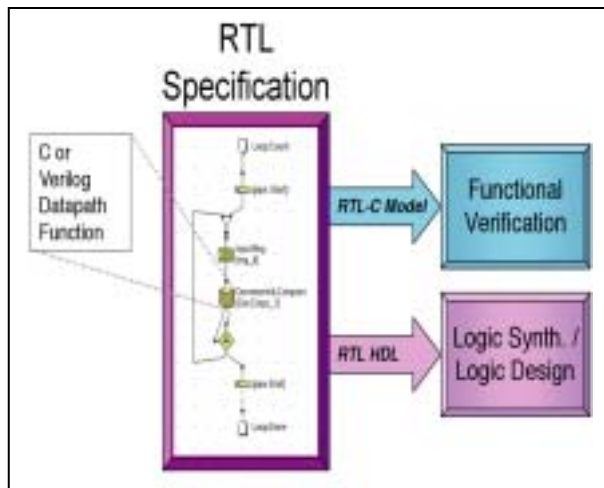 RTL
Specification
C or
Verilog
Datapath
Function
RTL-C Model
Functional
Verification
RTL HDL
Logic Synth. /
Logic Design